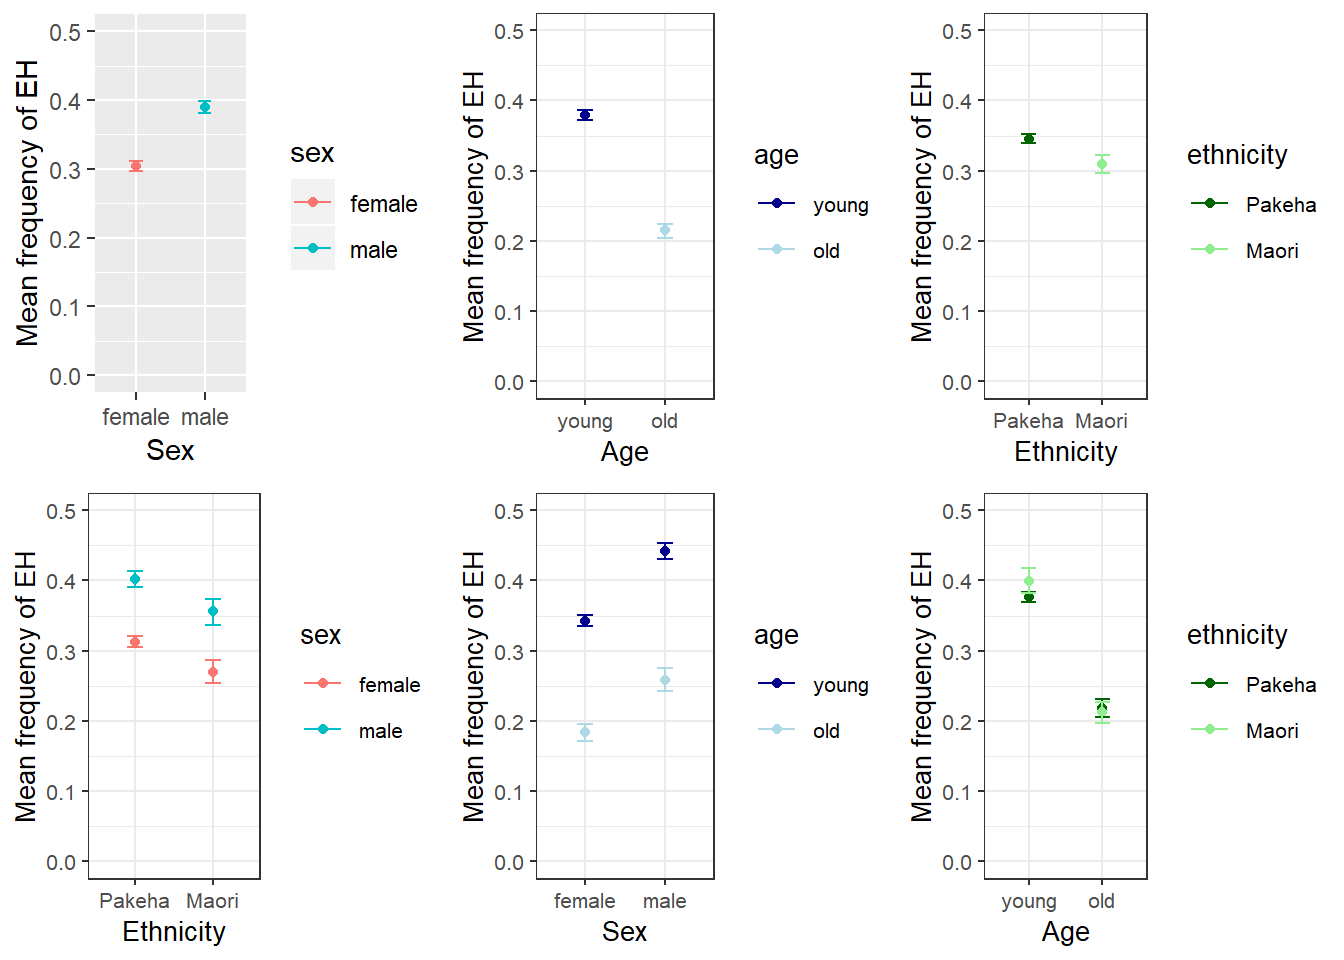 Mean frequency of EH
0.5
0.4
0.3
0.2
0.1
0.0
female male
Sex
sex
female
male
Mean frequency of EH
0.5
0.4
0.3
0.2
0.1
0.0
young old
Age
age
young
old
Mean frequency of EH
0.5
0.4
0.3
0.2
0.1
0.0
Pakeha Maori
Ethnicity
ethnicity
Pakeha
Maori
Mean frequency of EH
0.5
0.4
0.3
0.2
0.1
0.0
Pakeha Maori
Ethnicity
sex
female
male
Mean frequency of EH
0.5
0.4
0.3
0.2
0.1
0.0
female male
Sex
age
young
old
Mean frequency of EH
0.5
0.4
0.3
0.2
0.1
0.0
young old
Age
ethnicity
Pakeha
Maori